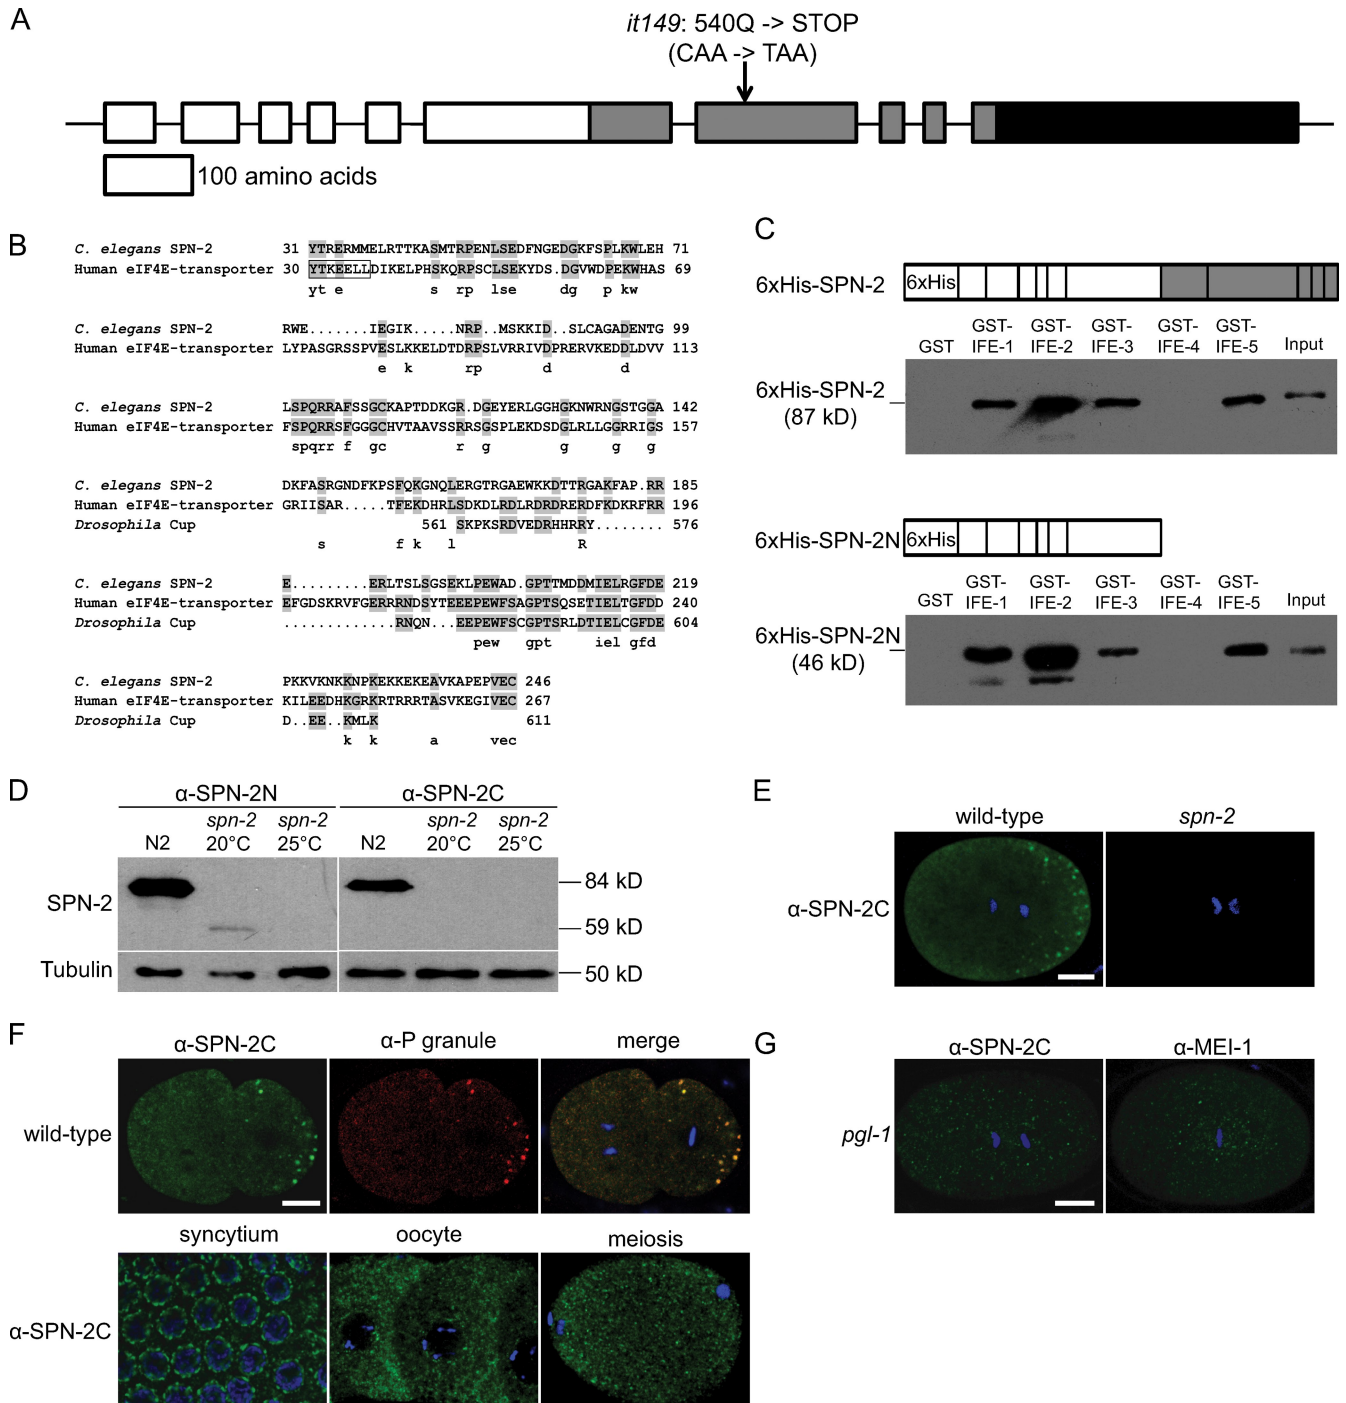 A
it149: 540Q -> STOP
(CAA -> TAA)
100 amino acids
B
C. elegans SPN-2 31 YTRERMMELRTTKASMTRPENLSEDFNGEDGKFSPLKWLEH 71
Human eIF4E-transporter 30 YTKEELLDIKELPHSKQRPSCLSEKYDS.DGVWDPEKWHAS 69
yt e s rp lse dg p kw
C. elegans SPN-2 RWE.......IEGIK.....NRP..MSKKID..SLCAGADENTG 99
Human eIF4E-transporter LYPASGRSSPVESLKKELDTDRPSLVRRIVDPRERVKEDDLDVV 113
e k rp d d
C. elegans SPN-2 LSPQRRAFSSGCKAPTDDKGR.DGEYERLGGHGKNWRNGSTGGA 142
Human eIF4E-transporter FSPQRRSFGGGCHVTAAVSSRRSGSPLEKDSDGLRLLGGRRIGS 157
spqrr f gc r g g g g
C. elegans SPN-2 DKFASRGNDFKPSFQKGNQLERGTRGAEWKKDTTRGAKFAP.RR 185
Human eIF4E-transporter GRIISAR.....TFEKDHRLSDKDLRDLRDRDRERDFKDKRFRR 196
Drosophila Cup 561 SKPKSRDVEDRHHRRY........ 576
s f k l R
C. elegans SPN-2 E.........ERLTSLSGSEKLPEWAD.GPTTMDDMIELRGFDE 219
Human eIF4E-transporter EFGDSKRVFGERRRNDSYTEEEPEWFSAGPTSQSETIELTGFDD 240
Drosophila Cup .............RNQN..EEPEWFSCGPTSRLDTIELCGFDE 604
pew gpt iel gfd
C. elegans SPN-2 PKKVKNKKNPKEKKEKEAVKAPEPVEC 246
Human eIF4E-transporter KILEEDHKGRKRTRRRTASVKEGIVEC 267
Drosophila Cup D..EE..KMLK 611
k k a vec
C
6xHis-SPN-2
6xHis
GST GST-IFE-1 GST-IFE-2 GST-IFE-3 GST-IFE-4 GST-IFE-5 Input
6xHis-SPN-2
(87 kD)
6xHis-SPN-2N
6xHis
GST GST-IFE-1 GST-IFE-2 GST-IFE-3 GST-IFE-4 GST-IFE-5 Input
6xHis-SPN-2N
(46 kD)
D
α-SPN-2N α-SPN-2C
N2 spn-2 20°C spn-2 25°C N2 spn-2 20°C spn-2 25°C
SPN-2
84 kD
59 kD
Tubulin
50 kD
E
wild-type spn-2
α-SPN-2C
F
α-SPN-2C α-P granule merge
wild-type
syncytium oocyte meiosis
α-SPN-2C
G
α-SPN-2C α-MEI-1
pgl-1